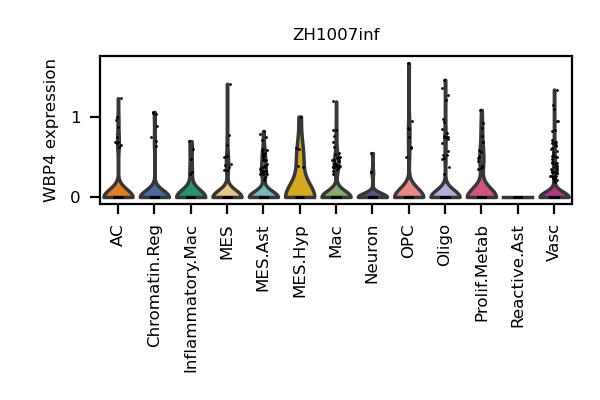 ZH1007inf
WBP4 expression
1
0
AC
Chromatin.Reg
Inflammatory.Mac
MES
MES.Ast
MES.Hyp
Mac
Neuron
OPC
Oligo
Prolif.Metab
Reactive.Ast
Vasc